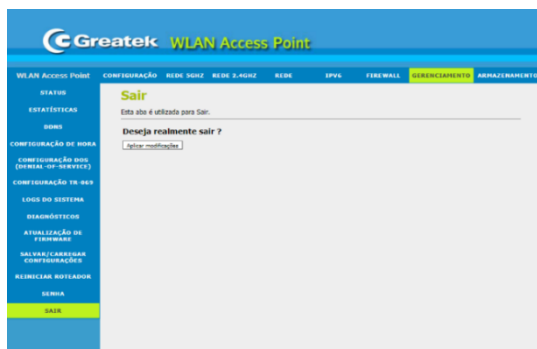 Greatek WLAN Access Point
WLAN Access Point CONFIGURAÇÃO REDE 5GHZ REDE 2,4GHZ REDE IPV6 FIREWALL GERENCIAMENTO ARMAZENAMENTO
STATUS
ESTATÍSTICAS
DDNS
CONFIGURAÇÃO DE HORA
CONFIGURAÇÃO DOS
(DENIAL-OF-SERVICE)
CONFIGURAÇÃO TR-069
LOGS DO SISTEMA
DIAGNÓSTICOS
ATUALIZAÇÃO DE
FIRMWARE
SALVAR/CARREGAR
CONFIGURAÇÕES
REINICIAR ROTEADOR
SENHA
SAIR
Sair
Esta aba é utilizada para Sair.
Deseja realmente sair ?
Aplicar modificações